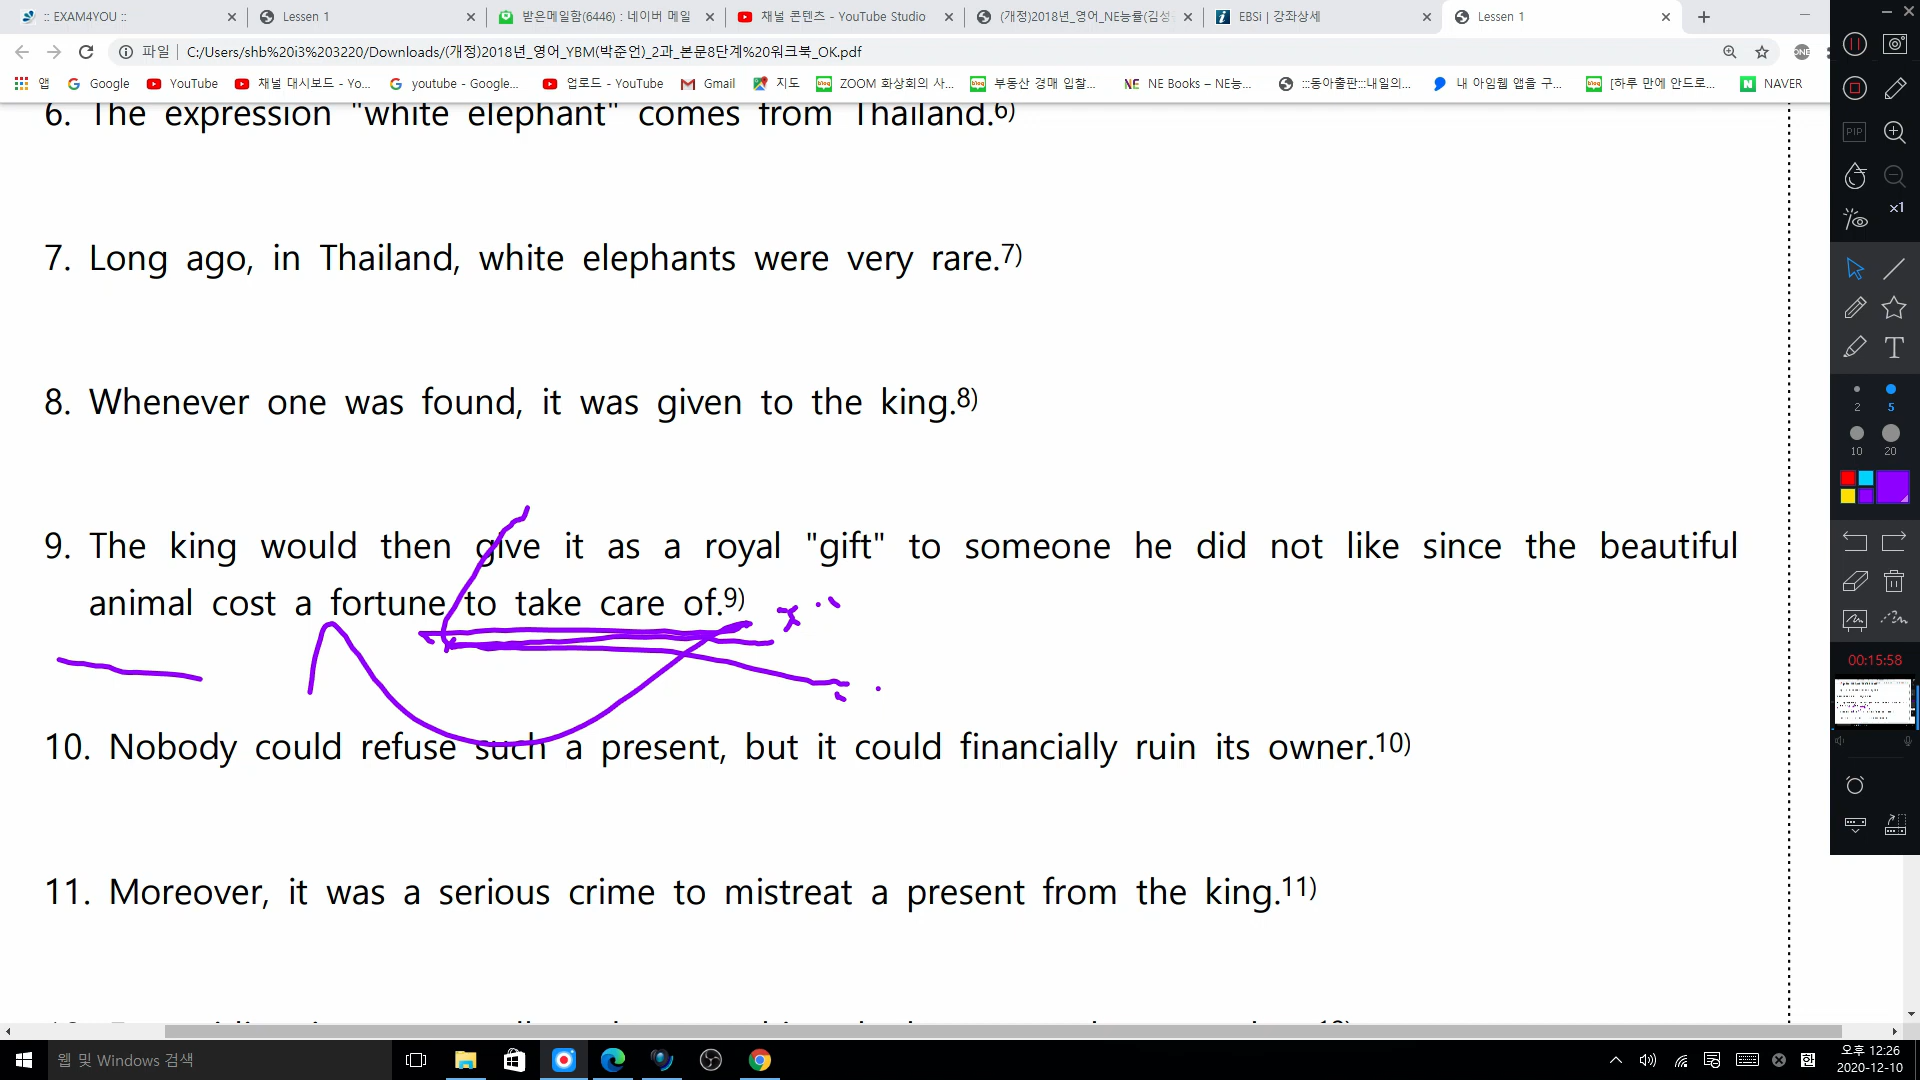 :: EXAM4YOU ::
Lessen 1
받은메일함(6446) : 네이버 메일
채널 콘텐츠 - YouTube Studio
(개정)2018년_영어_NE능률(김성
EBSi | 강좌상세
Lessen 1
파일 | C:/Users/shb%20i3%203220/Downloads/(개정)2018년_영어_YBM(박준언)_2과_본문8단계%20워크북_OK.pdf
앱 Google YouTube 채널 대시보드 - Yo... youtube - Google... 업로드 - YouTube Gmail 지도 ZOOM 화상회의 사... 부동산 경매 입찰... NE Books – NE능... :::동아출판:::내일의... 내 아임웹 앱을 구... [하루 만에 안드로... NAVER
6. The expression "white elephant" comes from Thailand.6)
7. Long ago, in Thailand, white elephants were very rare.7)
8. Whenever one was found, it was given to the king.8)
9. The king would then give it as a royal "gift" to someone he did not like since the beautiful
animal cost a fortune to take care of.9)
10. Nobody could refuse such a present, but it could financially ruin its owner.10)
11. Moreover, it was a serious crime to mistreat a present from the king.11)
PIP
x1
T
2 5
10 20
00:15:58
웹 및 Windows 검색
한
오후 12:26
2020-12-10